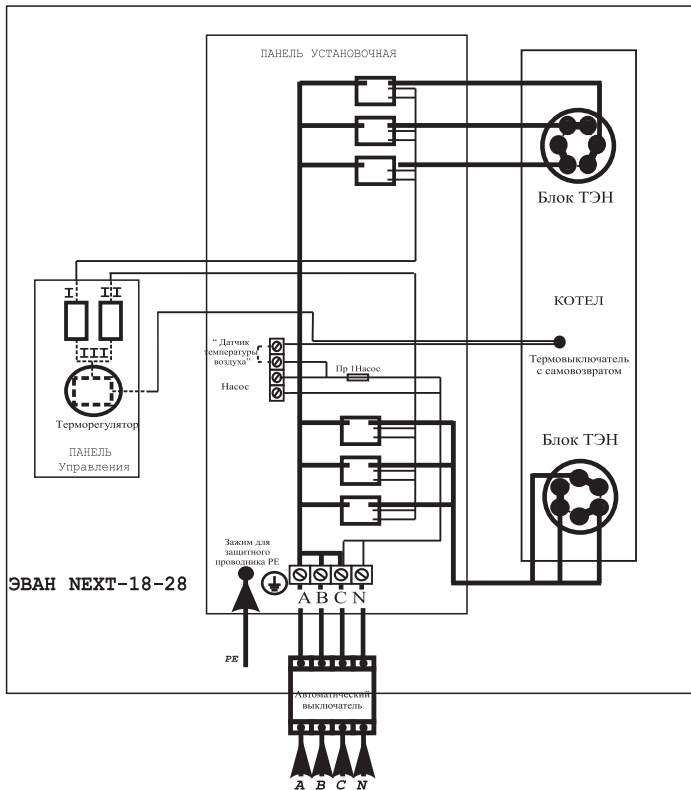 ПАНЕЛЬ УСТАНОВОЧНАЯ
Блок ТЭН
I II
III
КОТЕЛ
“ Датчик
температуры
воздуха”
Пр 1Насос
Термовыключатель
с самовозвратом
Насос
Терморегулятор
ПАНЕЛЬ
Управления
Блок ТЭН
Зажим для
защитного
проводника РЕ
ЭВАН NEXT-18-28
A B C N
PE
Автоматический
выключатель
A B C N